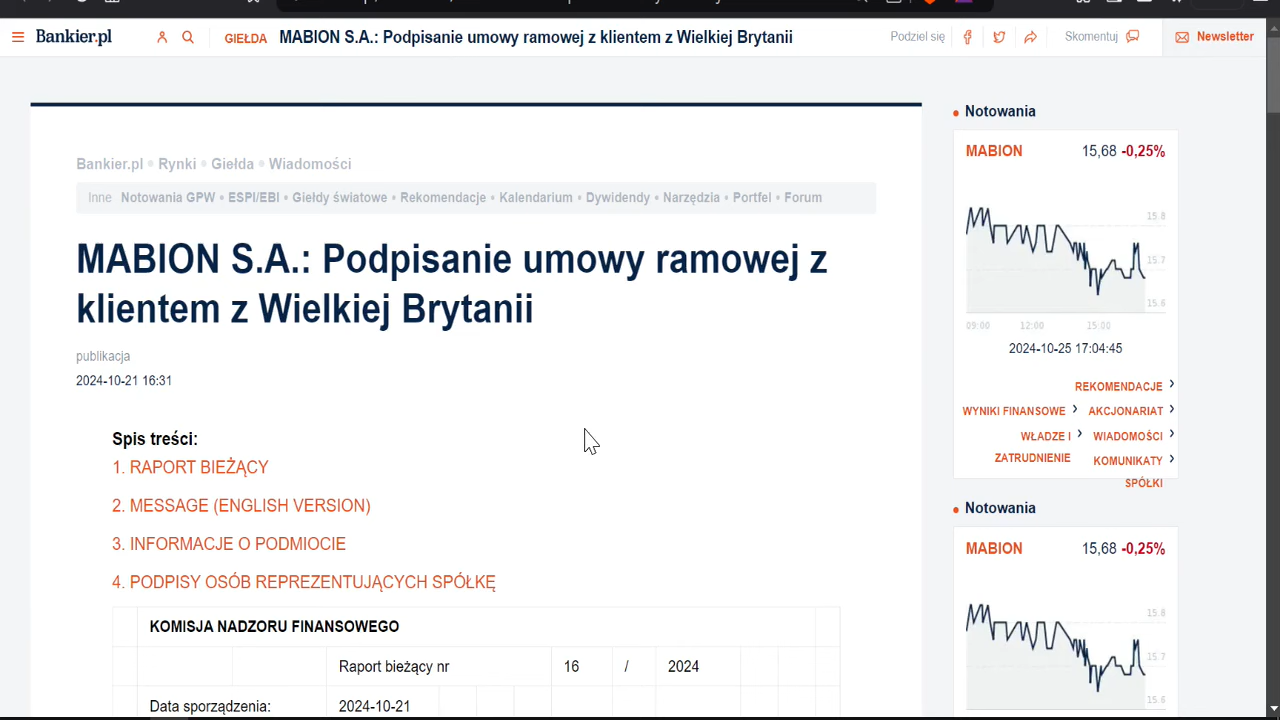 Bankier.pl
GIEŁDA
MABION S.A.: Podpisanie umowy ramowej z klientem z Wielkiej Brytanii
Podziel się
Skomentuj
Newsletter
Bankier.pl
Rynki
Giełda
Wiadomości
Inne Notowania GPW • ESPI/EBI • Giełdy światowe • Rekomendacje • Kalendarium • Dywidendy • Narzędzia • Portfel • Forum
MABION S.A.: Podpisanie umowy ramowej z
klientem z Wielkiej Brytanii
publikacja
2024-10-21 16:31
Spis treści:
1. RAPORT BIEŻĄCY
2. MESSAGE (ENGLISH VERSION)
3. INFORMACJE O PODMIOCIE
4. PODPISY OSÓB REPREZENTUJĄCYCH SPÓŁKĘ
KOMISJA NADZORU FINANSOWEGO
Raport bieżący nr 16 / 2024
Data sporządzenia: 2024-10-21
Notowania
MABION 15,68 -0,25%
15.8
15.7
15.6
09:00 12:00 15:00
2024-10-25 17:04:45
REKOMENDACJE
WYNIKI FINANSOWE
AKCJONARIAT
WŁADZE I
ZATRUDNIENIE
WIADOMOŚCI
KOMUNIKATY
SPÓŁKI
Notowania
MABION 15,68 -0,25%
15.8
15.7
15.6